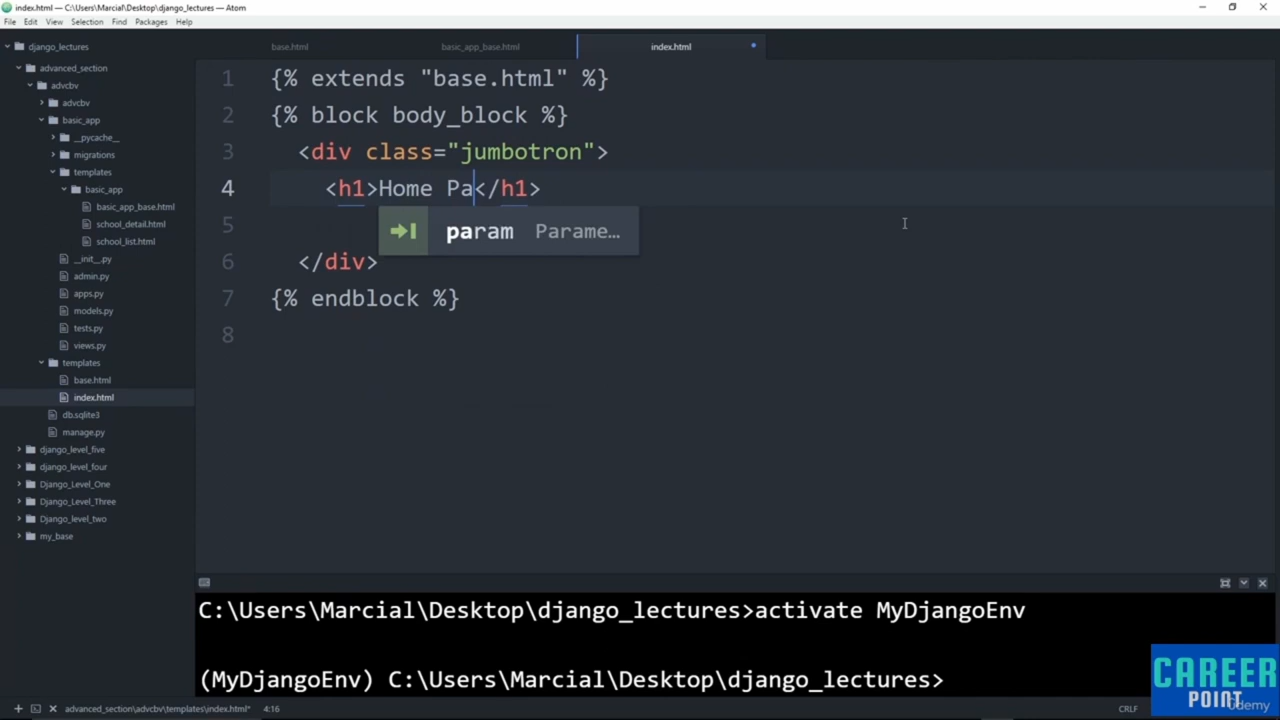 index.html — C:\Users\Marcial\Desktop\django_lectures — Atom
File Edit View Selection Find Packages Help
django_lectures
advanced_section
advcbv
advcbv
basic_app
__pycache__
migrations
templates
basic_app
basic_app_base.html
school_detail.html
school_list.html
__init__.py
admin.py
apps.py
models.py
tests.py
views.py
templates
base.html
index.html
db.sqlite3
manage.py
django_level_five
django_level_four
Django_Level_One
Django_Level_Three
Django_level_two
my_base
base.html basic_app_base.html index.html
1 {% extends "base.html" %}
2 {% block body_block %}
3 <div class="jumbotron">
4 <h1>Home Pa</h1>
5 param Parame…
6 </div>
7 {% endblock %}
8
C:\Users\Marcial\Desktop\django_lectures>activate MyDjangoEnv
(MyDjangoEnv) C:\Users\Marcial\Desktop\django_lectures>
CAREER
POINT
Udemy
advanced_section\advcbv\templates\index.html* 4:16 CRLF